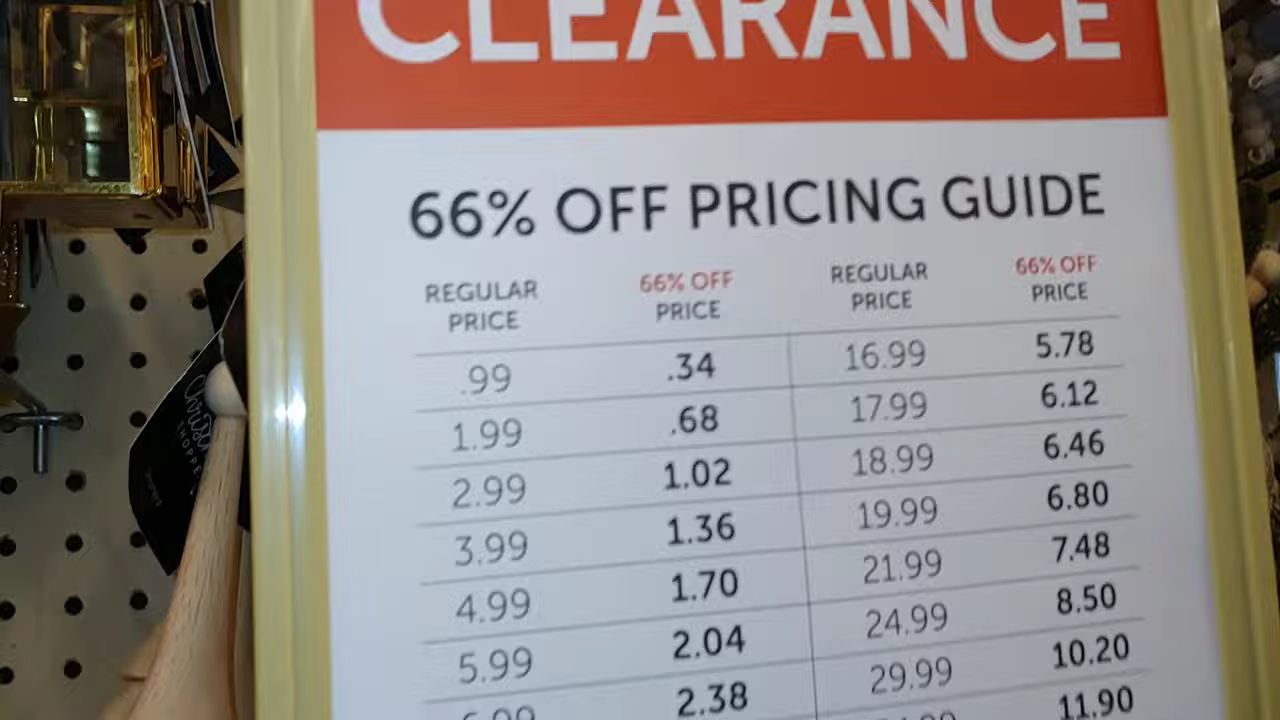 CLEARANCE
66% OFF PRICING GUIDE
REGULAR PRICE 66% OFF PRICE REGULAR PRICE 66% OFF PRICE
.99 .34 16.99 5.78
1.99 .68 17.99 6.12
2.99 1.02 18.99 6.46
3.99 1.36 19.99 6.80
4.99 1.70 21.99 7.48
5.99 2.04 24.99 8.50
6.99 2.38 29.99 10.20
11.90